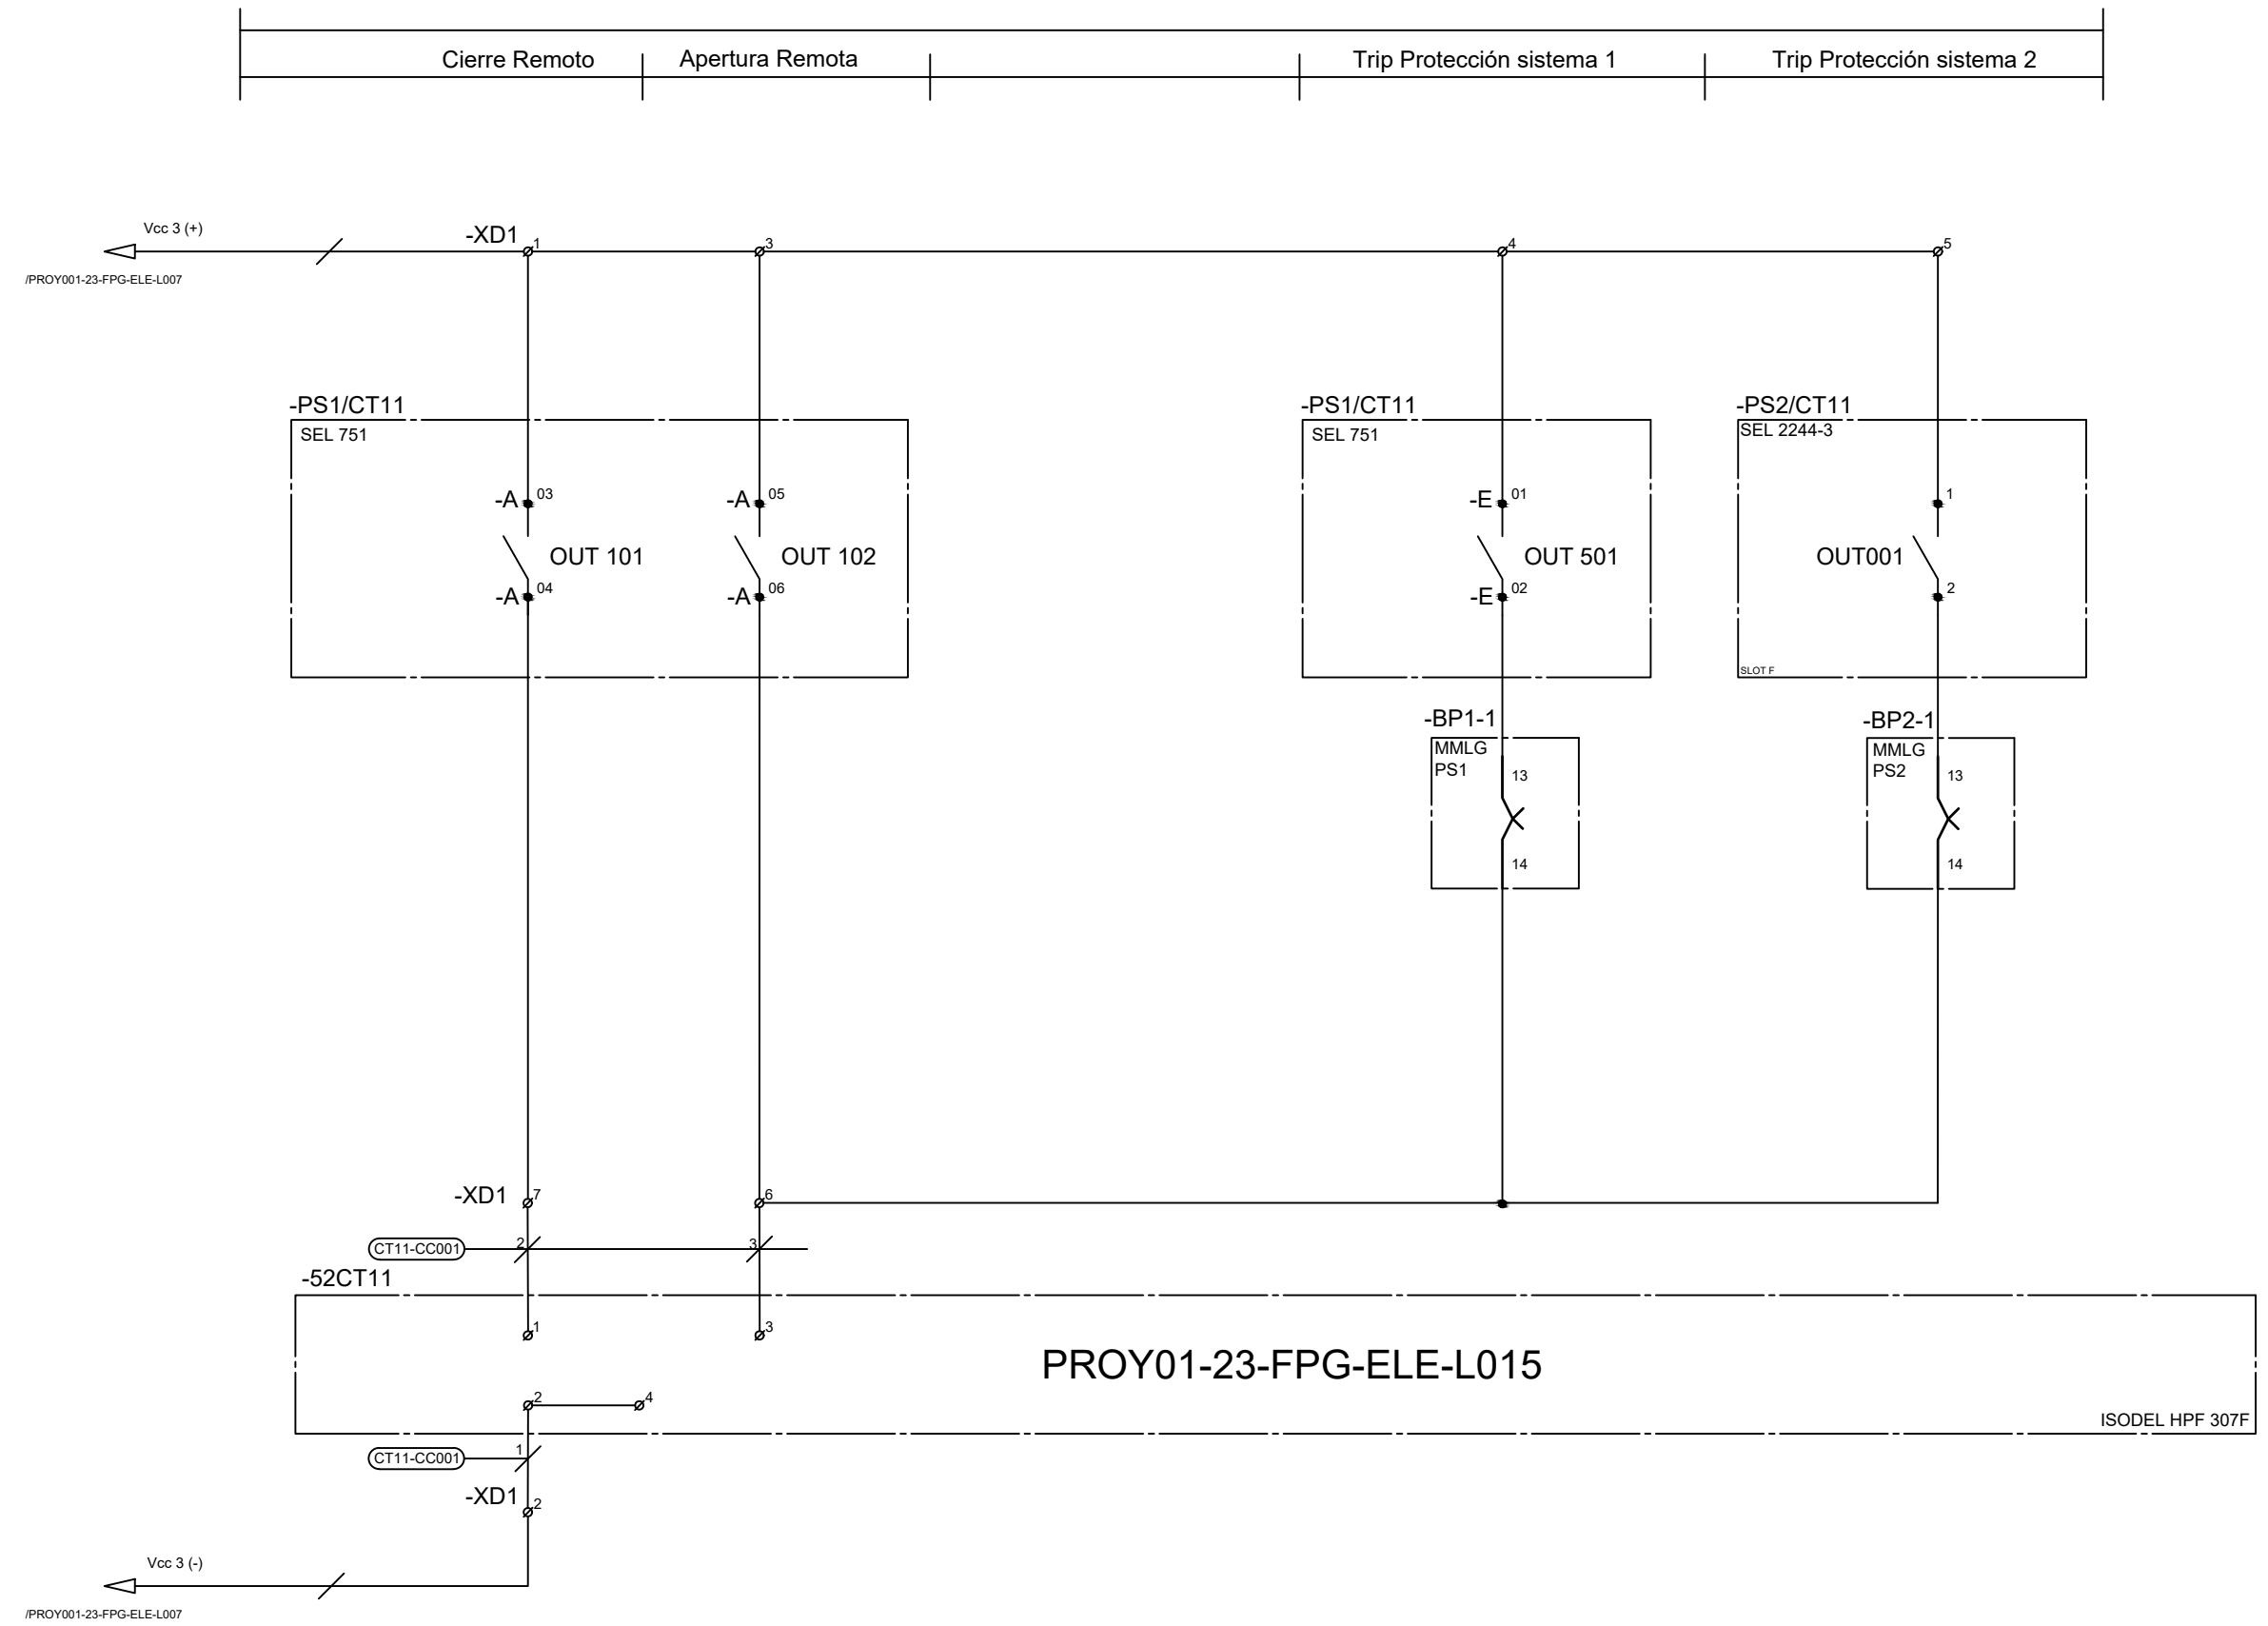 Cierre Remoto
Apertura Remota
Trip Protección sistema 1
Trip Protección sistema 2
Vcc 3 (+)
/PROY001-23-FPG-ELE-L007
-XD1
1
3
4
5
-PS1/CT11
SEL 751
-A
03
OUT 101
-A
04
-A
05
OUT 102
-A
06
-PS1/CT11
SEL 751
-E
01
OUT 501
-E
02
-PS2/CT11
SEL 2244-3
1
OUT001
2
SLOT F
-BP1-1
MMLG
PS1
13
14
-BP2-1
MMLG
PS2
13
14
-XD1
7
6
CT11-CC001
2
3
-52CT11
1
3
PROY01-23-FPG-ELE-L015
2
4
ISODEL HPF 307F
CT11-CC001
1
-XD1
2
Vcc 3 (-)
/PROY001-23-FPG-ELE-L007